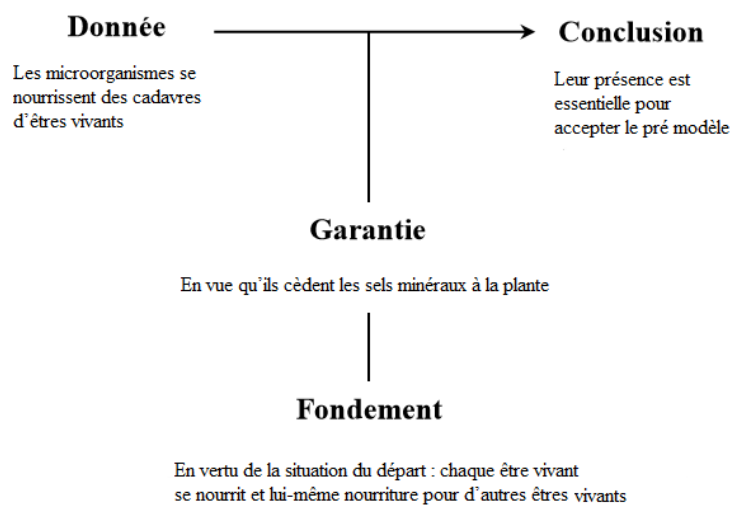 Donnée
Les microorganismes se
nourrissent des cadavres
d’êtres vivants
Conclusion
Leur présence est
essentielle pour
accepter le pré modèle
Garantie
En vue qu’ils cèdent les sels minéraux à la plante
Fondement
En vertu de la situation du départ : chaque être vivant
se nourrit et lui-même nourriture pour d’autres êtres vivants